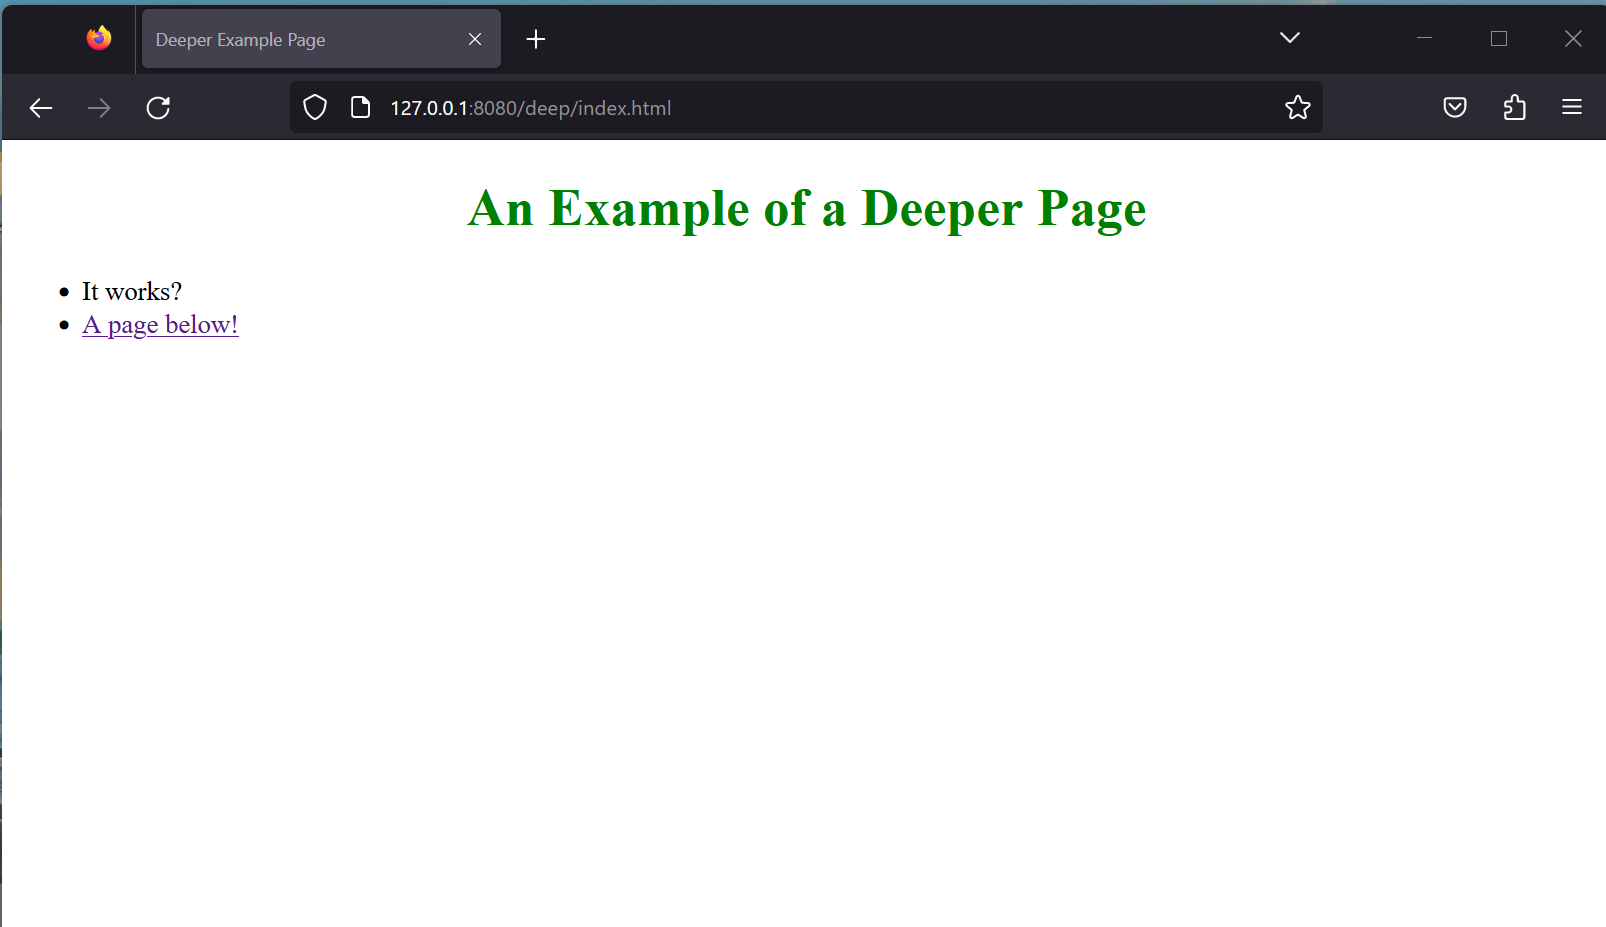 Deeper Example Page
127.0.0.1:8080/deep/index.html
An Example of a Deeper Page
It works?
A page below!